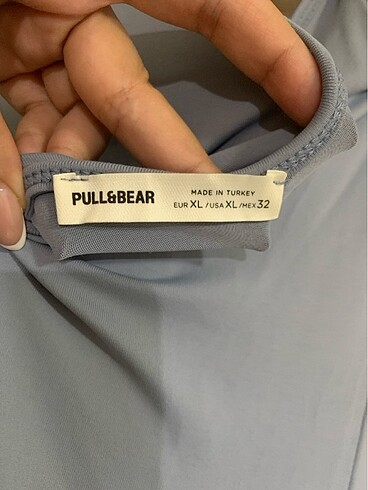 PULL&BEAR
MADE IN TURKEY
EUR XL / USA XL / MEX 32